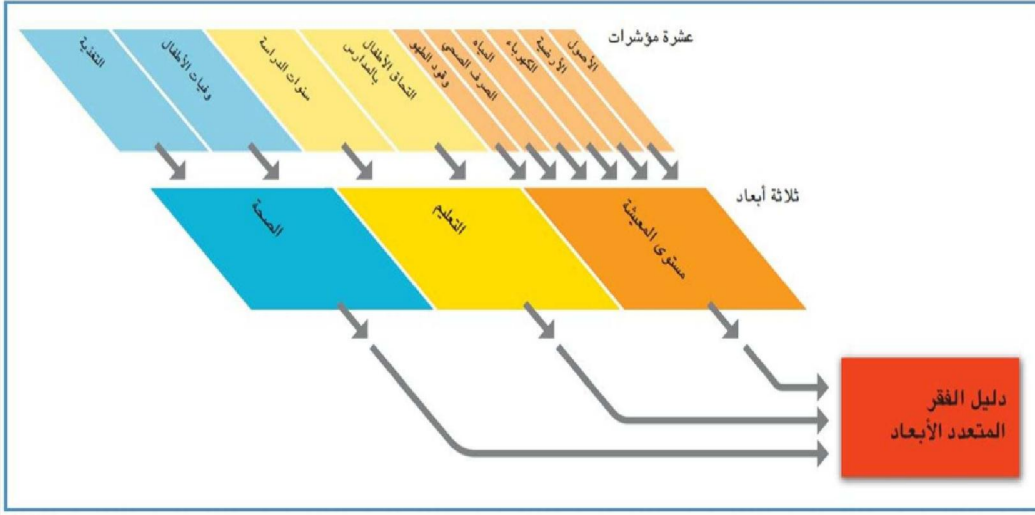 عشرة مؤشرات
الأصول
الأرضية
الكهرباء
المياه
الصرف الصحي
وقود الطهو
التحاق الأطفال
بالمدارس
سنوات الدراسة
وفيات الأطفال
التغذية
ثلاثة أبعاد
مستوى المعيشة
التعليم
الصحة
دليل الفقر
المتعدد الأبعاد